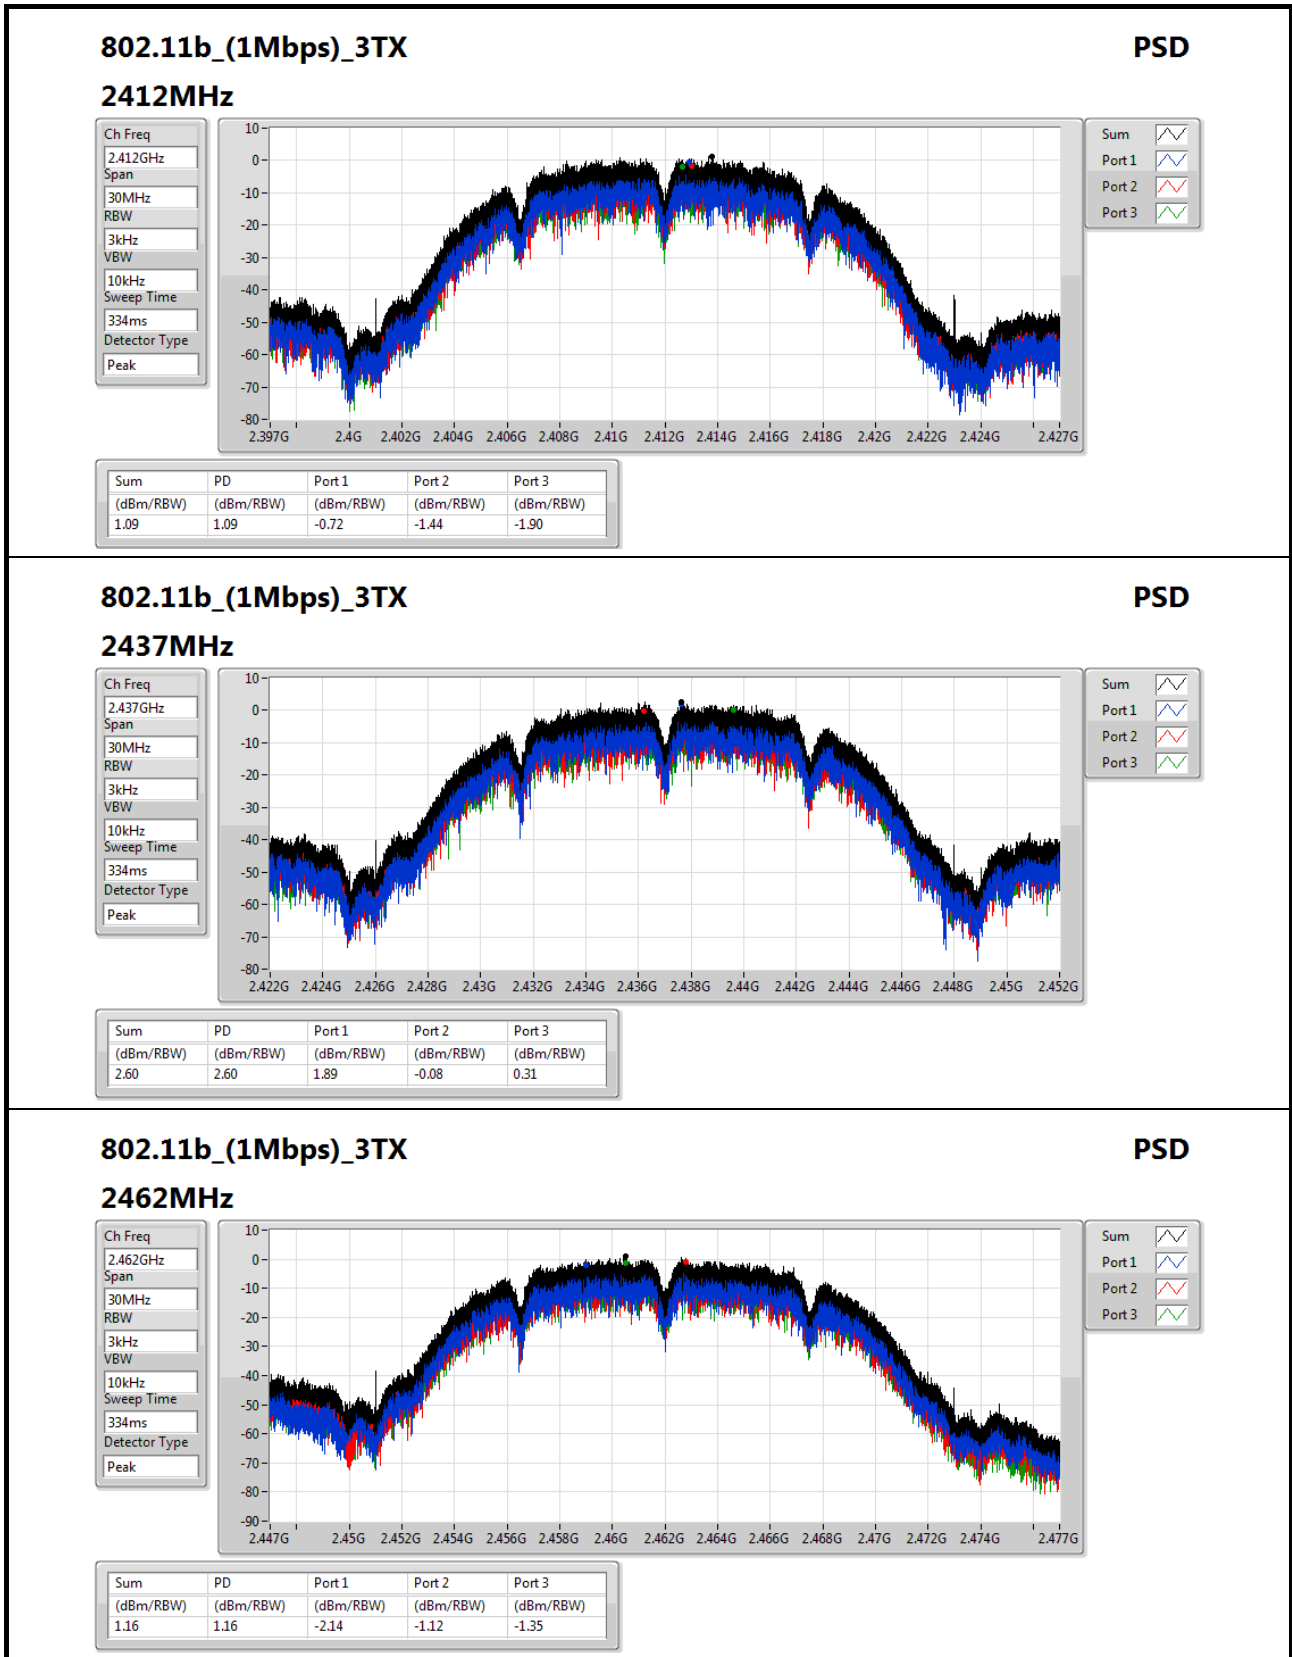 802.11b_(1Mbps)_3TX PSD
2412MHz
Ch Freq
2.412GHz
Span
30MHz
RBW
3kHz
VBW
10kHz
Sweep Time
334ms
Detector Type
Peak
10
0
-10
-20
-30
-40
-50
-60
-70
-80
2.397G 2.4G 2.402G 2.404G 2.406G 2.408G 2.41G 2.412G 2.414G 2.416G 2.418G 2.42G 2.422G 2.424G 2.427G
Sum
Port 1
Port 2
Port 3
Sum PD Port 1 Port 2 Port 3
(dBm/RBW) (dBm/RBW) (dBm/RBW) (dBm/RBW) (dBm/RBW)
1.09 1.09 -0.72 -1.44 -1.90
802.11b_(1Mbps)_3TX PSD
2437MHz
Ch Freq
2.437GHz
Span
30MHz
RBW
3kHz
VBW
10kHz
Sweep Time
334ms
Detector Type
Peak
10
0
-10
-20
-30
-40
-50
-60
-70
-80
2.422G 2.424G 2.426G 2.428G 2.43G 2.432G 2.434G 2.436G 2.438G 2.44G 2.442G 2.444G 2.446G 2.448G 2.45G 2.452G
Sum
Port 1
Port 2
Port 3
Sum PD Port 1 Port 2 Port 3
(dBm/RBW) (dBm/RBW) (dBm/RBW) (dBm/RBW) (dBm/RBW)
2.60 2.60 1.89 -0.08 0.31
802.11b_(1Mbps)_3TX PSD
2462MHz
Ch Freq
2.462GHz
Span
30MHz
RBW
3kHz
VBW
10kHz
Sweep Time
334ms
Detector Type
Peak
10
0
-10
-20
-30
-40
-50
-60
-70
-80
-90
2.447G 2.45G 2.452G 2.454G 2.456G 2.458G 2.46G 2.462G 2.464G 2.466G 2.468G 2.47G 2.472G 2.474G 2.477G
Sum
Port 1
Port 2
Port 3
Sum PD Port 1 Port 2 Port 3
(dBm/RBW) (dBm/RBW) (dBm/RBW) (dBm/RBW) (dBm/RBW)
1.16 1.16 -2.14 -1.12 -1.35